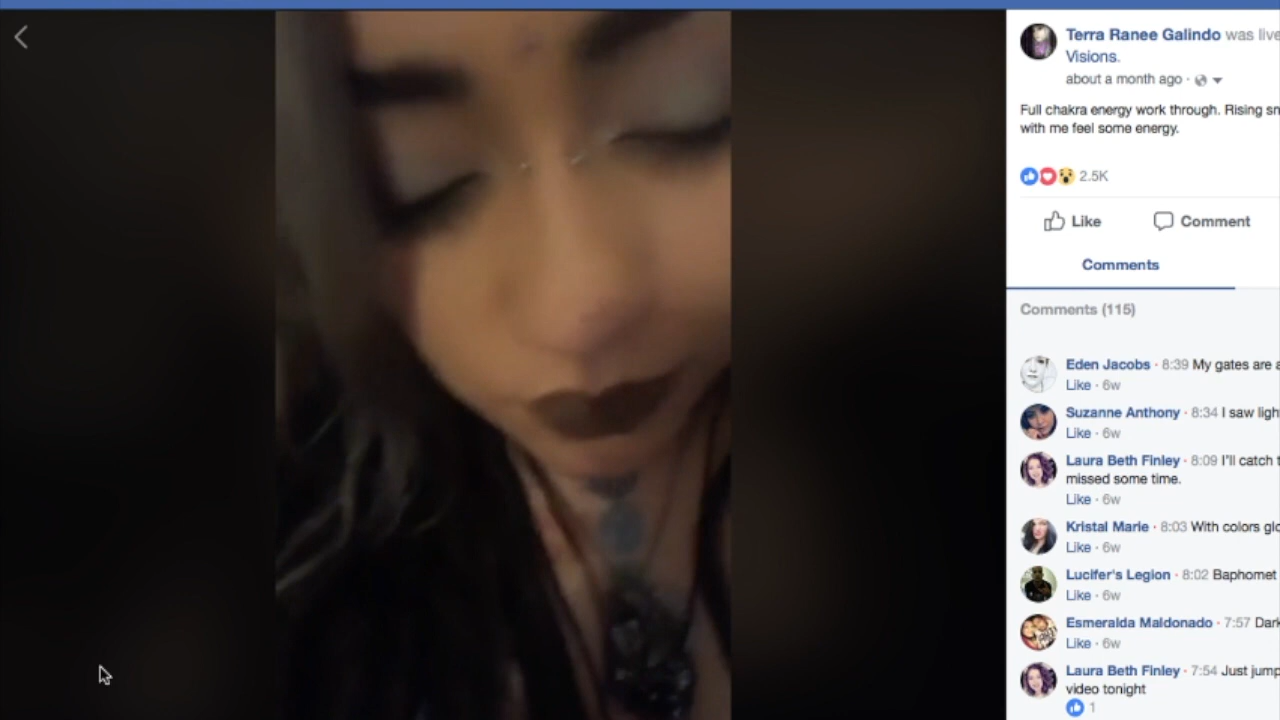 Terra Ranee Galindo was live
Visions.
about a month ago ·
Full chakra energy work through. Rising
with me feel some energy.
2.5K
Like Comment
Comments
Comments (115)
Eden Jacobs · 8:39 My gates are
Like · 6w
Suzanne Anthony · 8:34 I saw
Like · 6w
Laura Beth Finley · 8:09 I'll catch
missed some time.
Like · 6w
Kristal Marie · 8:03 With colors
Like · 6w
Lucifer's Legion · 8:02 Baphomet
Like · 6w
Esmeralda Maldonado · 7:57
Like · 6w
Laura Beth Finley · 7:54 Just
video tonight
1